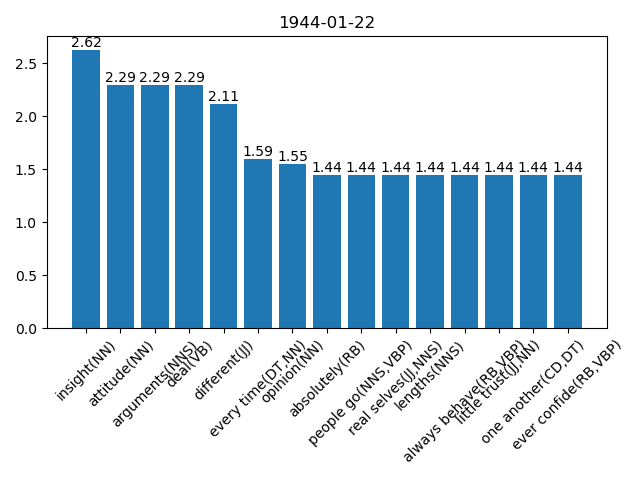 1944-01-22
2.62
2.29 2.29 2.29
2.11
1.59
1.55
1.44 1.44 1.44 1.44 1.44 1.44 1.44 1.44
2.5
2.0
1.5
1.0
0.5
0.0
insight(NN)
attitude(NN)
arguments(NNS)
deal(VB)
different(JJ)
every time(DT,NN)
opinion(NN)
absolutely(RB)
people go(NNS,VBP)
real selves(JJ,NNS)
lengths(NNS)
always behave(RB,VBP)
little trust(JJ,NN)
one another(CD,DT)
ever confide(RB,VBP)